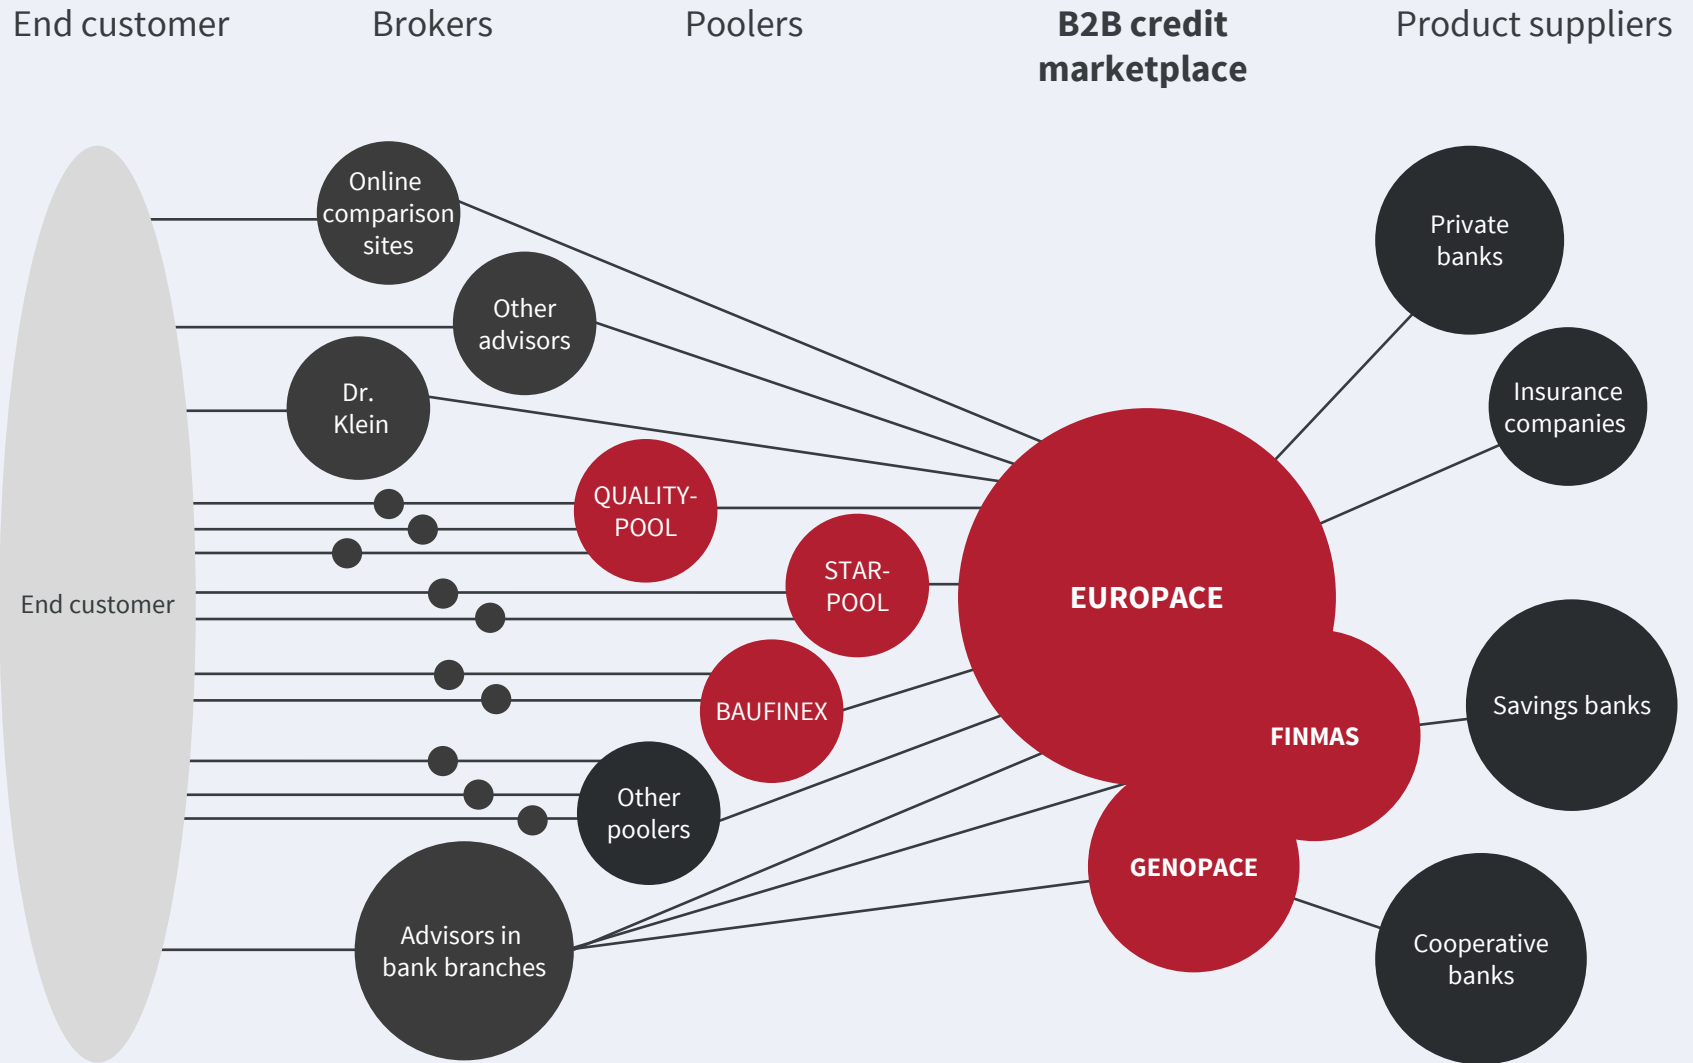 End customer
Brokers
Poolers
B2B credit
marketplace
Product suppliers
Online
comparison
sites
Other
advisors
Dr.
Klein
QUALITY-
POOL
STAR-
POOL
BAUFINEX
Other
poolers
Advisors in
bank branches
End customer
EUROPACE
FINMAS
GENOPACE
Private
banks
Insurance
companies
Savings banks
Cooperative
banks